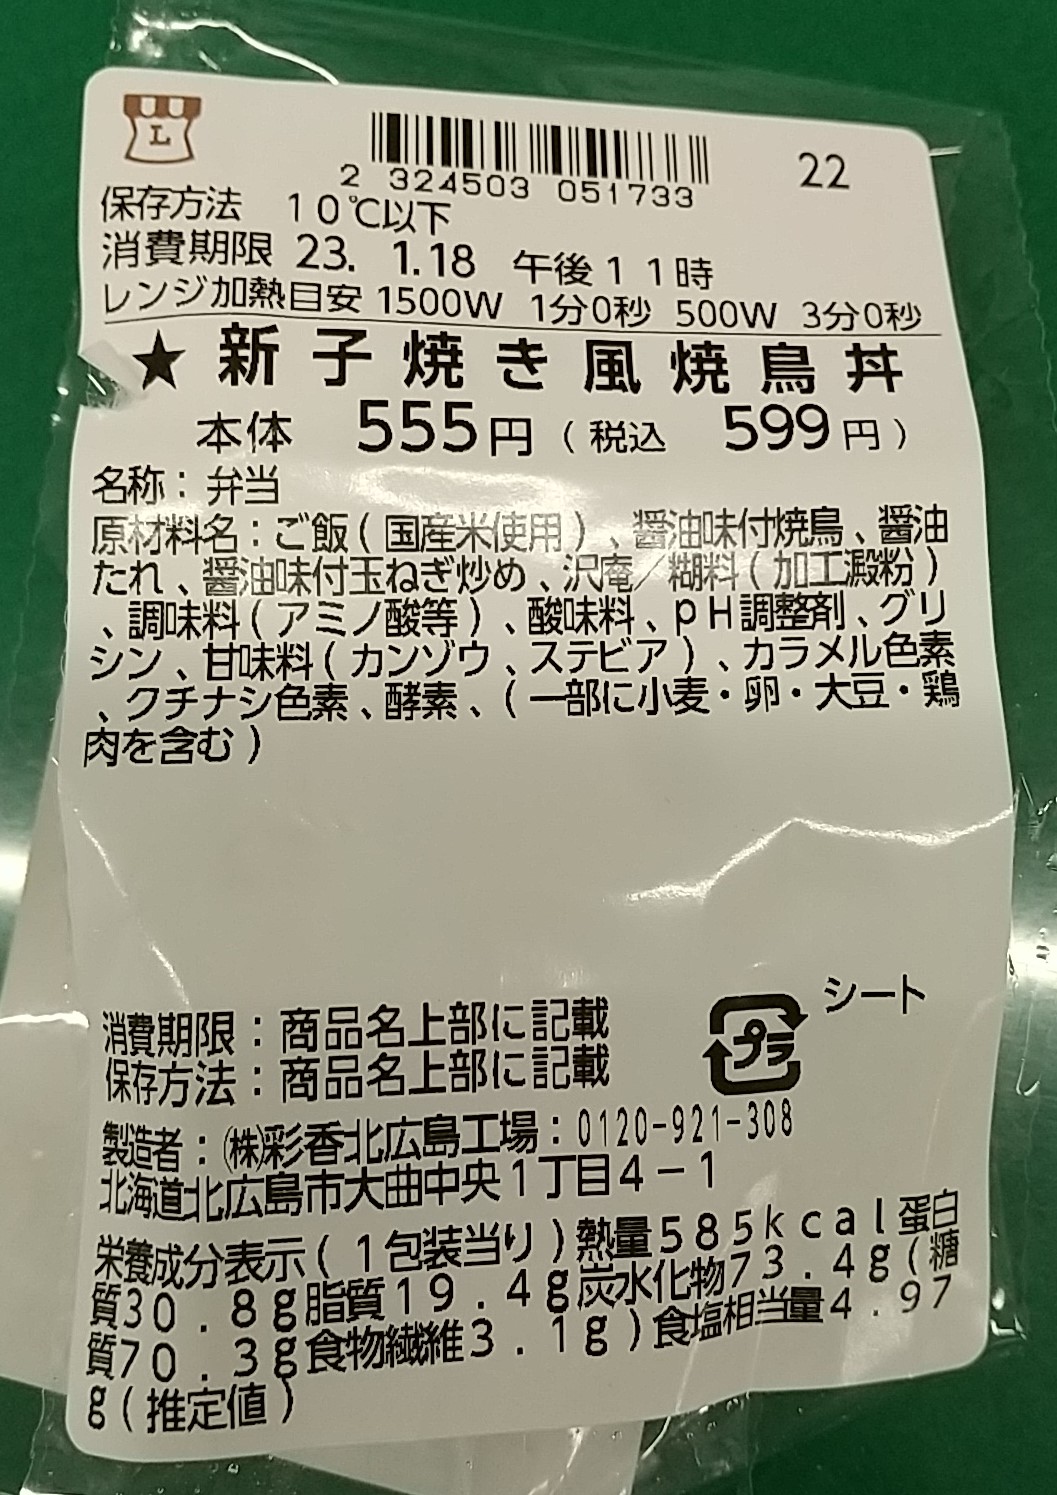 L
22
2 324503 051733
保存方法 10℃以下
消費期限 23. 1.18 午後11時
レンジ加熱目安 1500W 1分0秒 500W 3分0秒
★新子焼き風焼鳥丼
本体 555円(税込 599円)
名称:弁当
原材料名:ご飯(国産米使用)、醤油味付焼鳥、醤油
たれ、醤油味付玉ねぎ炒め、沢庵/糊料(加工澱粉)
、調味料(アミノ酸等)、酸味料、pH調整剤、グリ
シン、甘味料(カンゾウ、ステビア)、カラメル色素
、クチナシ色素、酵素、(一部に小麦・卵・大豆・鶏
肉を含む)
シート
プラ
消費期限:商品名上部に記載
保存方法:商品名上部に記載
製造者:㈱彩香北広島工場:0120-921-308
北海道北広島市大曲中央1丁目4-1
栄養成分表示(1包装当り)熱量585kcal蛋白
質30.8g脂質19.4g炭水化物73.4g(糖
質70.3g食物繊維3.1g)食塩相当量4.97
g(推定値)